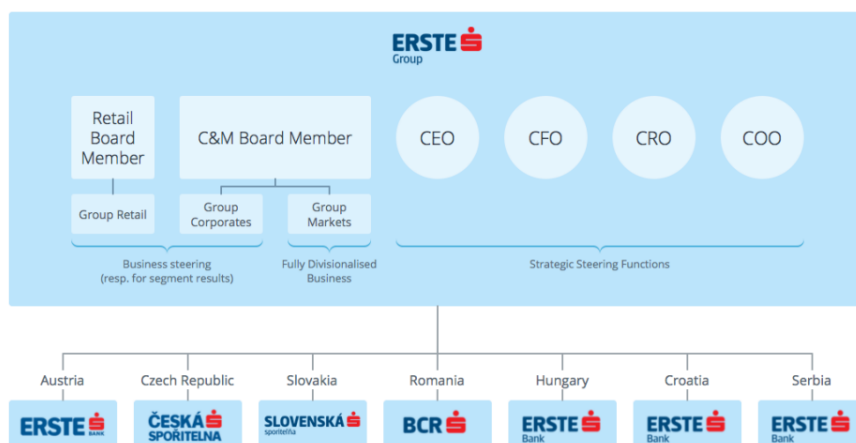 ERSTE
Group
Retail
Board
Member
C&M Board Member
CEO
CFO
CRO
COO
Group Retail
Group
Corporates
Group
Markets
Business steering
(resp. for segment results)
Fully Divisionalised
Business
Strategic Steering Functions
Austria
Czech Republic
Slovakia
Romania
Hungary
Croatia
Serbia
ERSTE BANK
ČESKÁ
SPOŘITELNA
SLOVENSKÁ
sporiteľňa
BCR
ERSTE
Bank
ERSTE
Bank
ERSTE
Bank